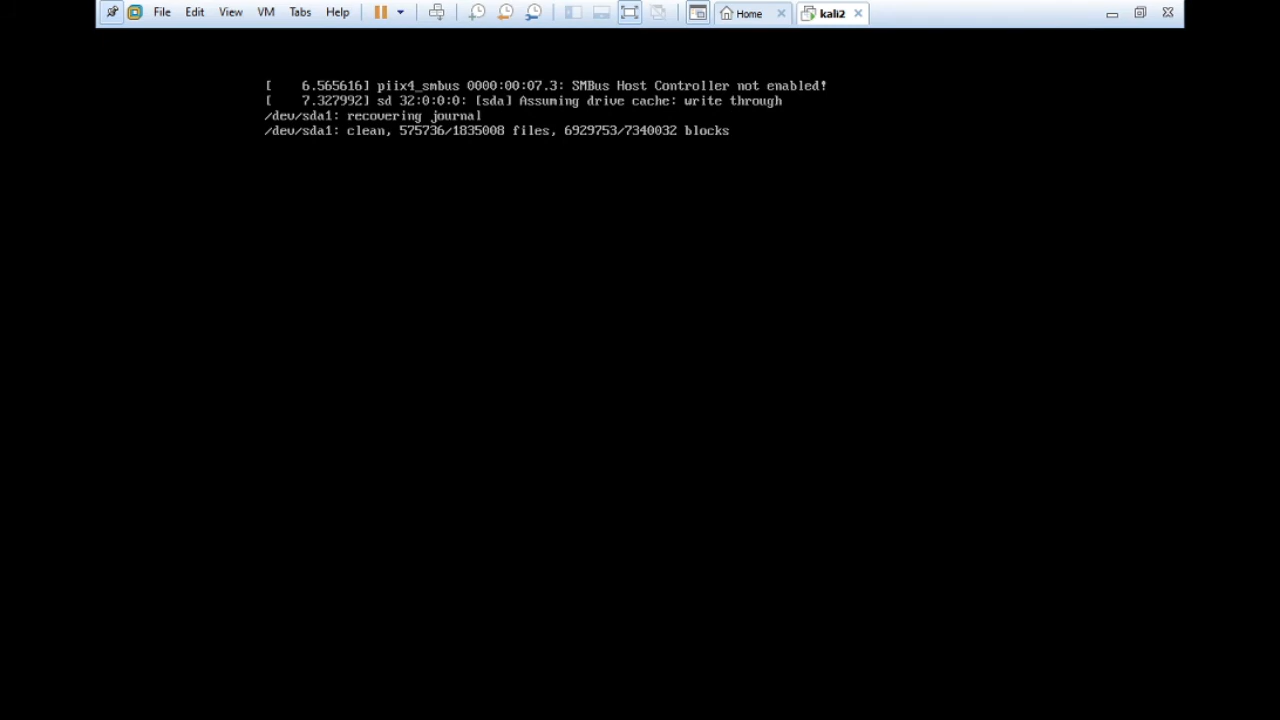 File Edit View VM Tabs Help Home kali2
[    6.565616] piix4_smbus 0000:00:07.3: SMBus Host Controller not enabled!
[    7.327992] sd 32:0:0:0: [sda] Assuming drive cache: write through
/dev/sda1: recovering journal
/dev/sda1: clean, 575736/1835008 files, 6929753/7340032 blocks